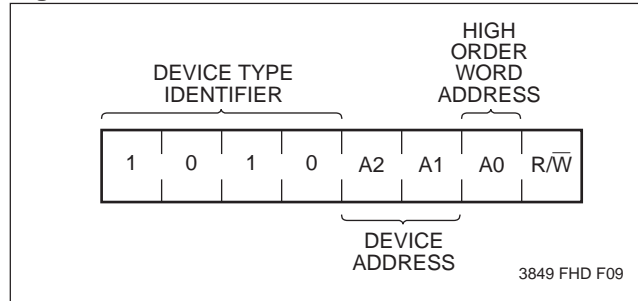 HIGH
ORDER
WORD
ADDRESS
DEVICE TYPE
IDENTIFIER
1 0 1 0 A2 A1 A0 R/W̅
DEVICE
ADDRESS
3849 FHD F09